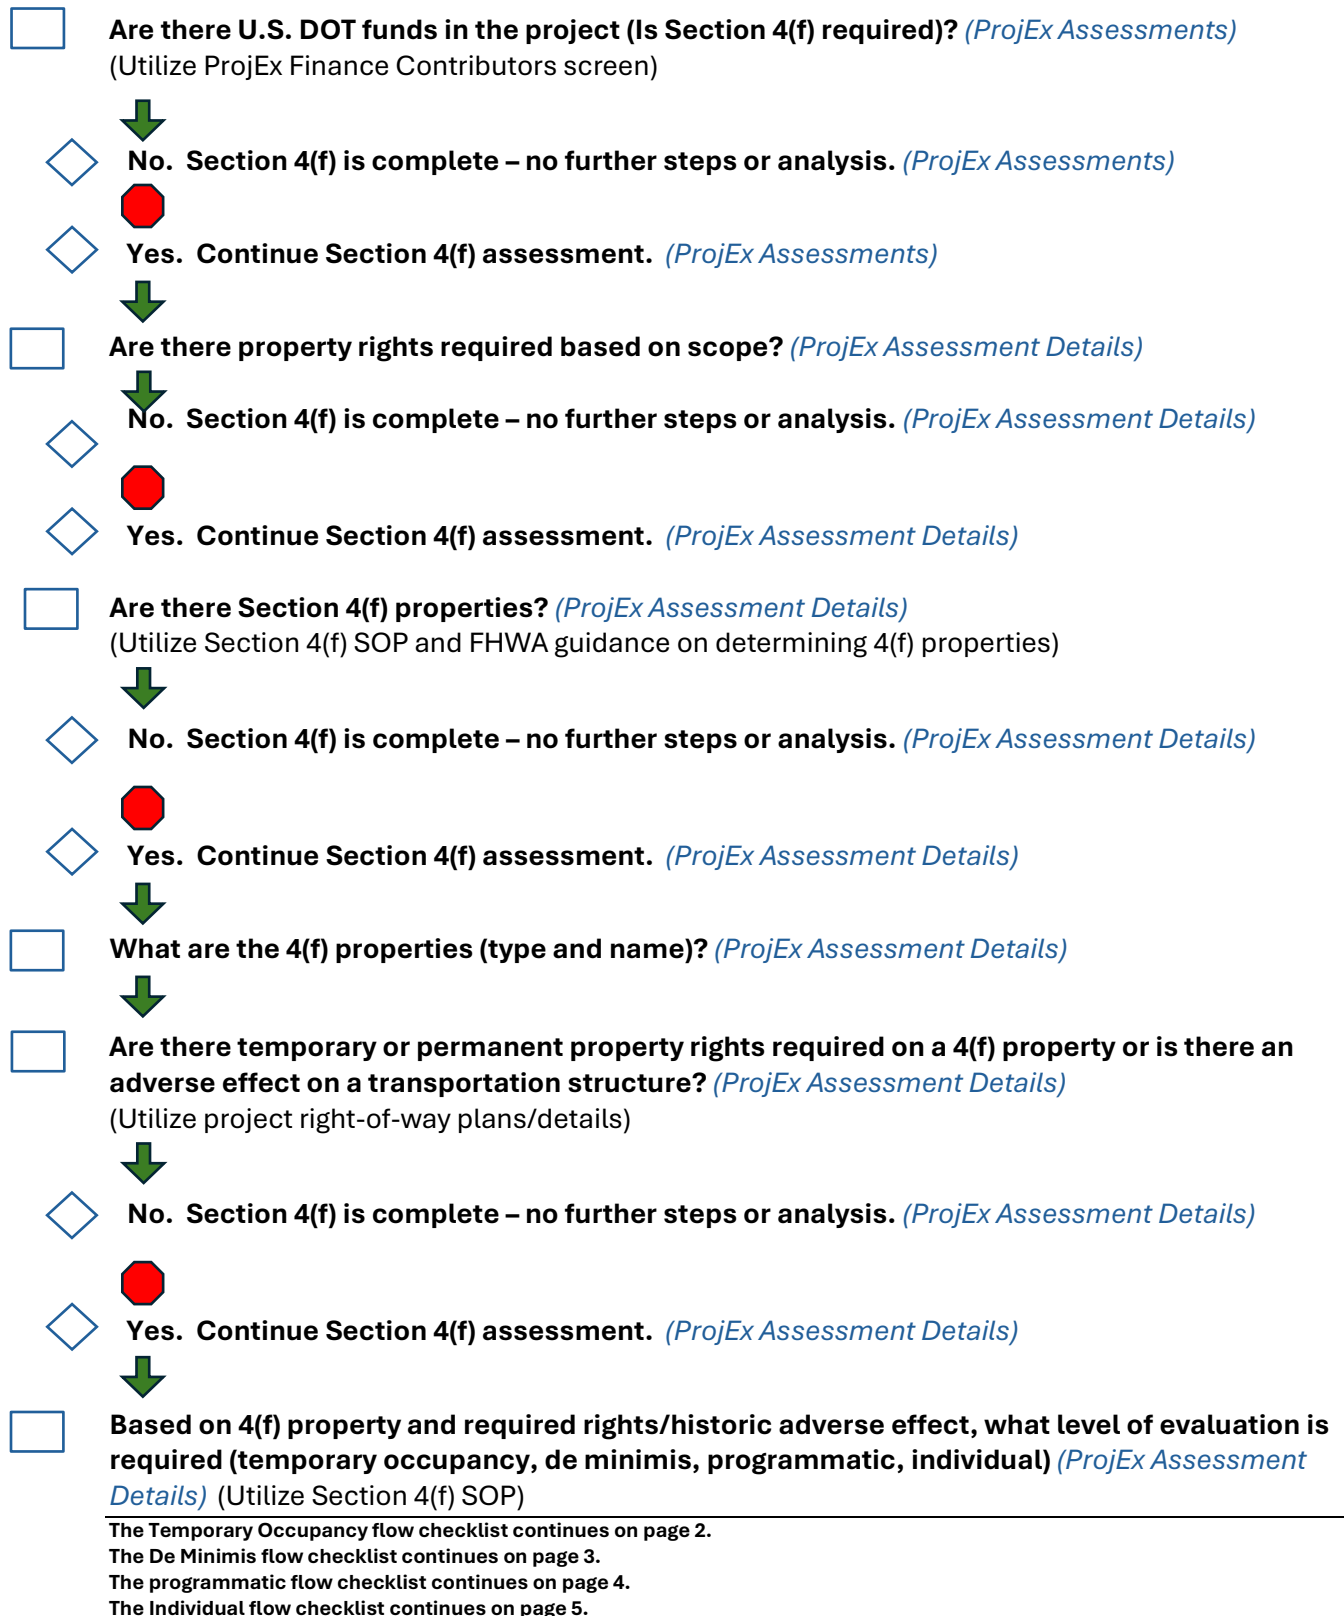 Are there U.S. DOT funds in the project (Is Section 4(f) required)? (ProjEx Assessments)
(Utilize ProjEx Finance Contributors screen)
No.  Section 4(f) is complete – no further steps or analysis. (ProjEx Assessments)
Yes.  Continue Section 4(f) assessment.  (ProjEx Assessments)
Are there property rights required based on scope? (ProjEx Assessment Details)
No.  Section 4(f) is complete – no further steps or analysis. (ProjEx Assessment Details)
Yes.  Continue Section 4(f) assessment.  (ProjEx Assessment Details)
Are there Section 4(f) properties? (ProjEx Assessment Details)
(Utilize Section 4(f) SOP and FHWA guidance on determining 4(f) properties)
No.  Section 4(f) is complete – no further steps or analysis. (ProjEx Assessment Details)
Yes.  Continue Section 4(f) assessment.  (ProjEx Assessment Details)
What are the 4(f) properties (type and name)? (ProjEx Assessment Details)
Are there temporary or permanent property rights required on a 4(f) property or is there an
adverse effect on a transportation structure? (ProjEx Assessment Details)
(Utilize project right-of-way plans/details)
No.  Section 4(f) is complete – no further steps or analysis. (ProjEx Assessment Details)
Yes.  Continue Section 4(f) assessment.  (ProjEx Assessment Details)
Based on 4(f) property and required rights/historic adverse effect, what level of evaluation is
required (temporary occupancy, de minimis, programmatic, individual) (ProjEx Assessment
Details)  (Utilize Section 4(f) SOP)
The Temporary Occupancy flow checklist continues on page 2.
The De Minimis flow checklist continues on page 3.
The programmatic flow checklist continues on page 4.
The Individual flow checklist continues on page 5.